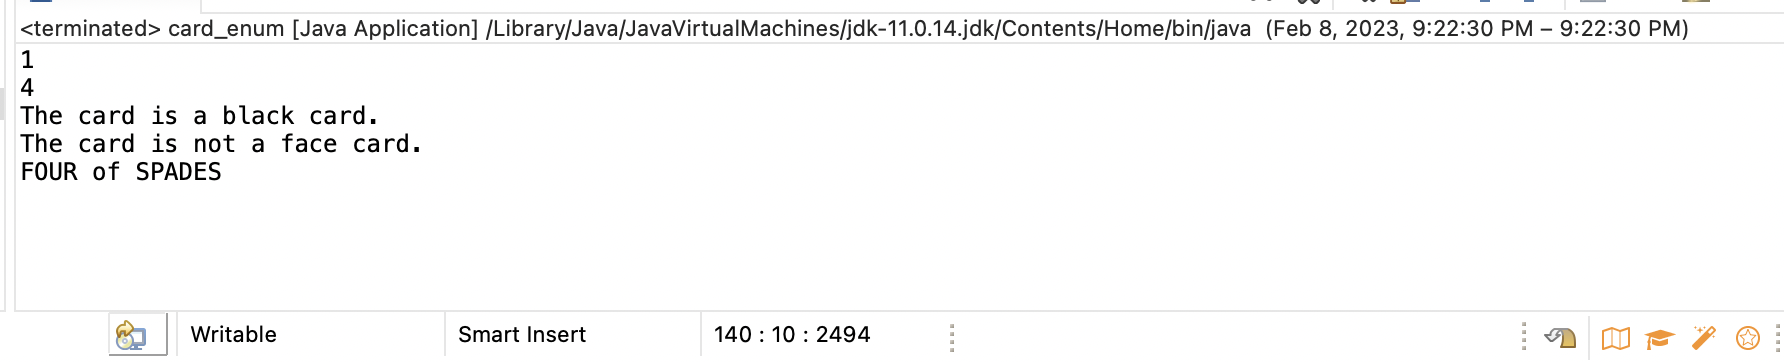 <terminated> card_enum [Java Application] /Library/Java/JavaVirtualMachines/jdk-11.0.14.jdk/Contents/Home/bin/java  (Feb 8, 2023, 9:22:30 PM – 9:22:30 PM)
1
4
The card is a black card.
The card is not a face card.
FOUR of SPADES
Writable
Smart Insert
140 : 10 : 2494